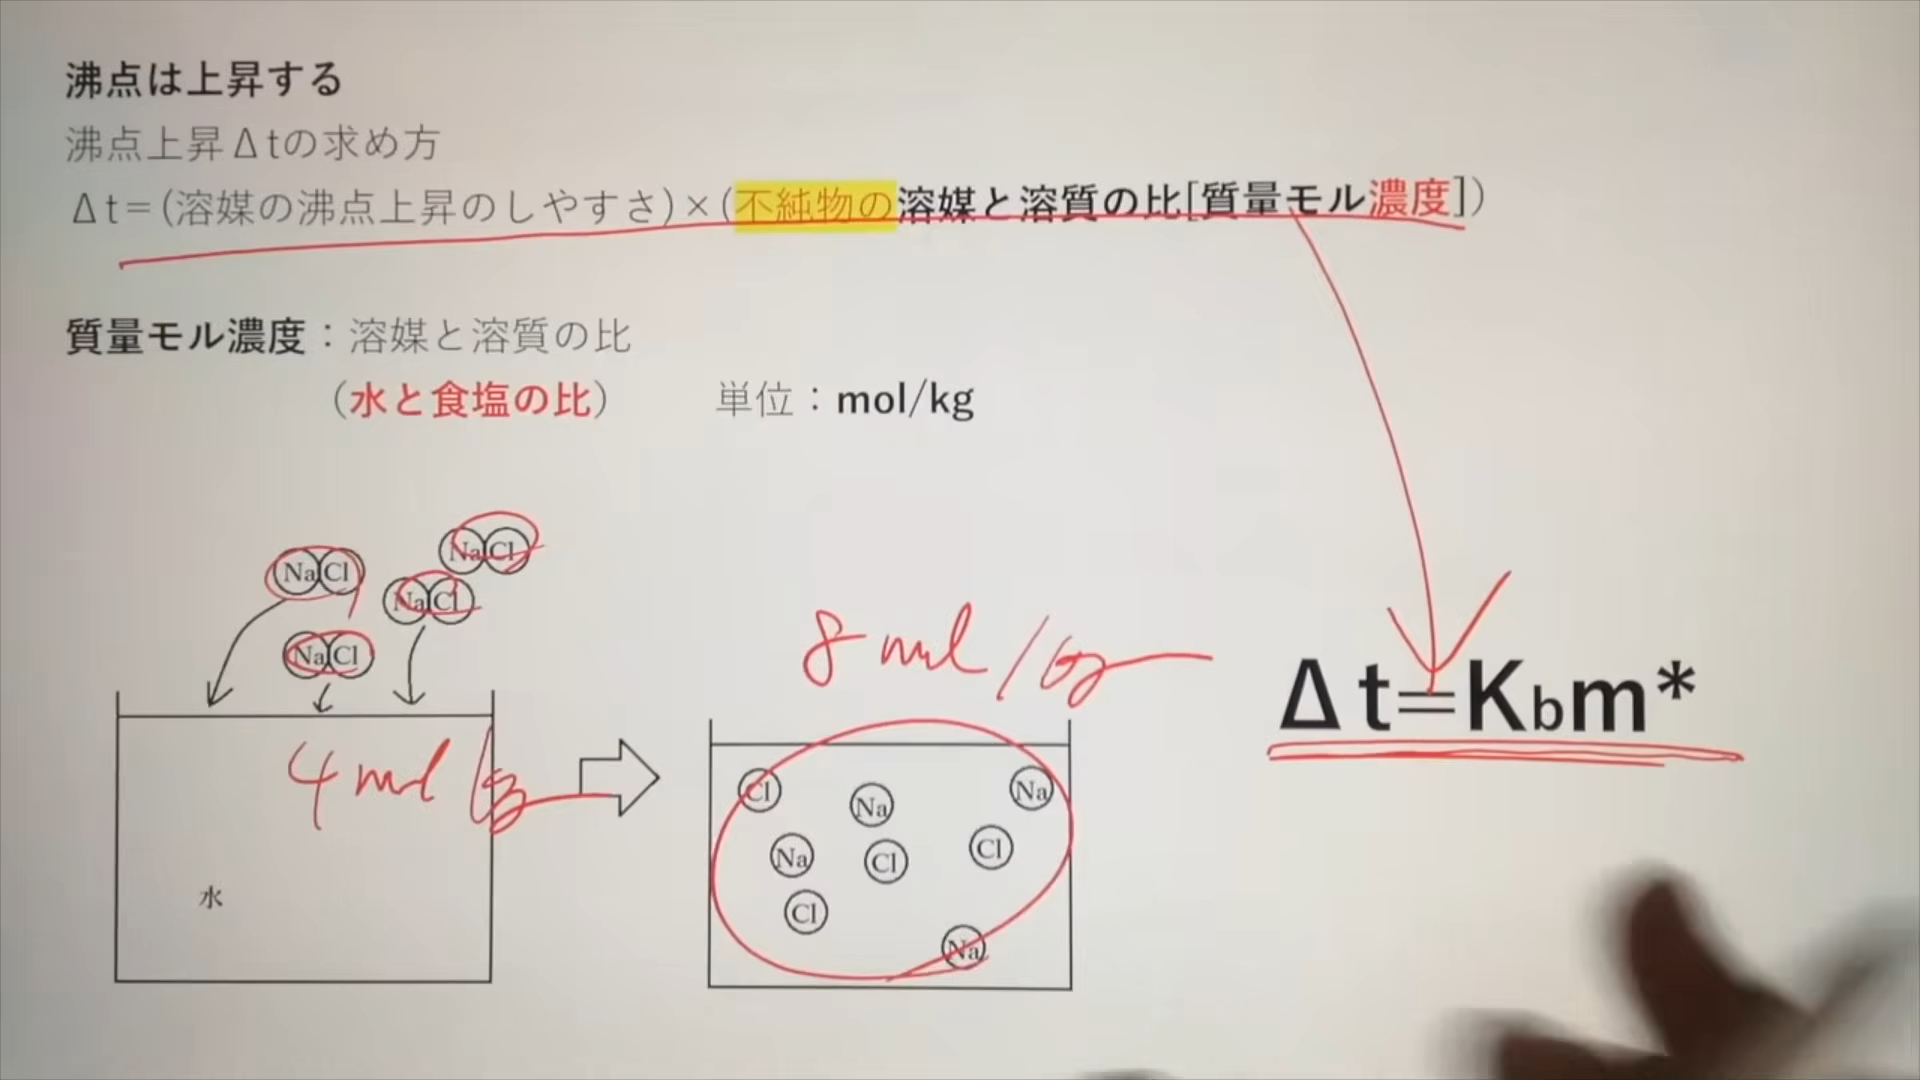 沸点は上昇する
沸点上昇Δtの求め方
Δt=(溶媒の沸点上昇のしやすさ)×(不純物の溶媒と溶質の比[質量モル濃度])
質量モル濃度：溶媒と溶質の比
(水と食塩の比) 単位：mol/kg
NaCl
NaCl
NaCl
NaCl
4 mol/kg
水
8 mol/kg
Cl
Na
Na
Na
Cl
Cl
Cl
Na
Δt=Kbm*